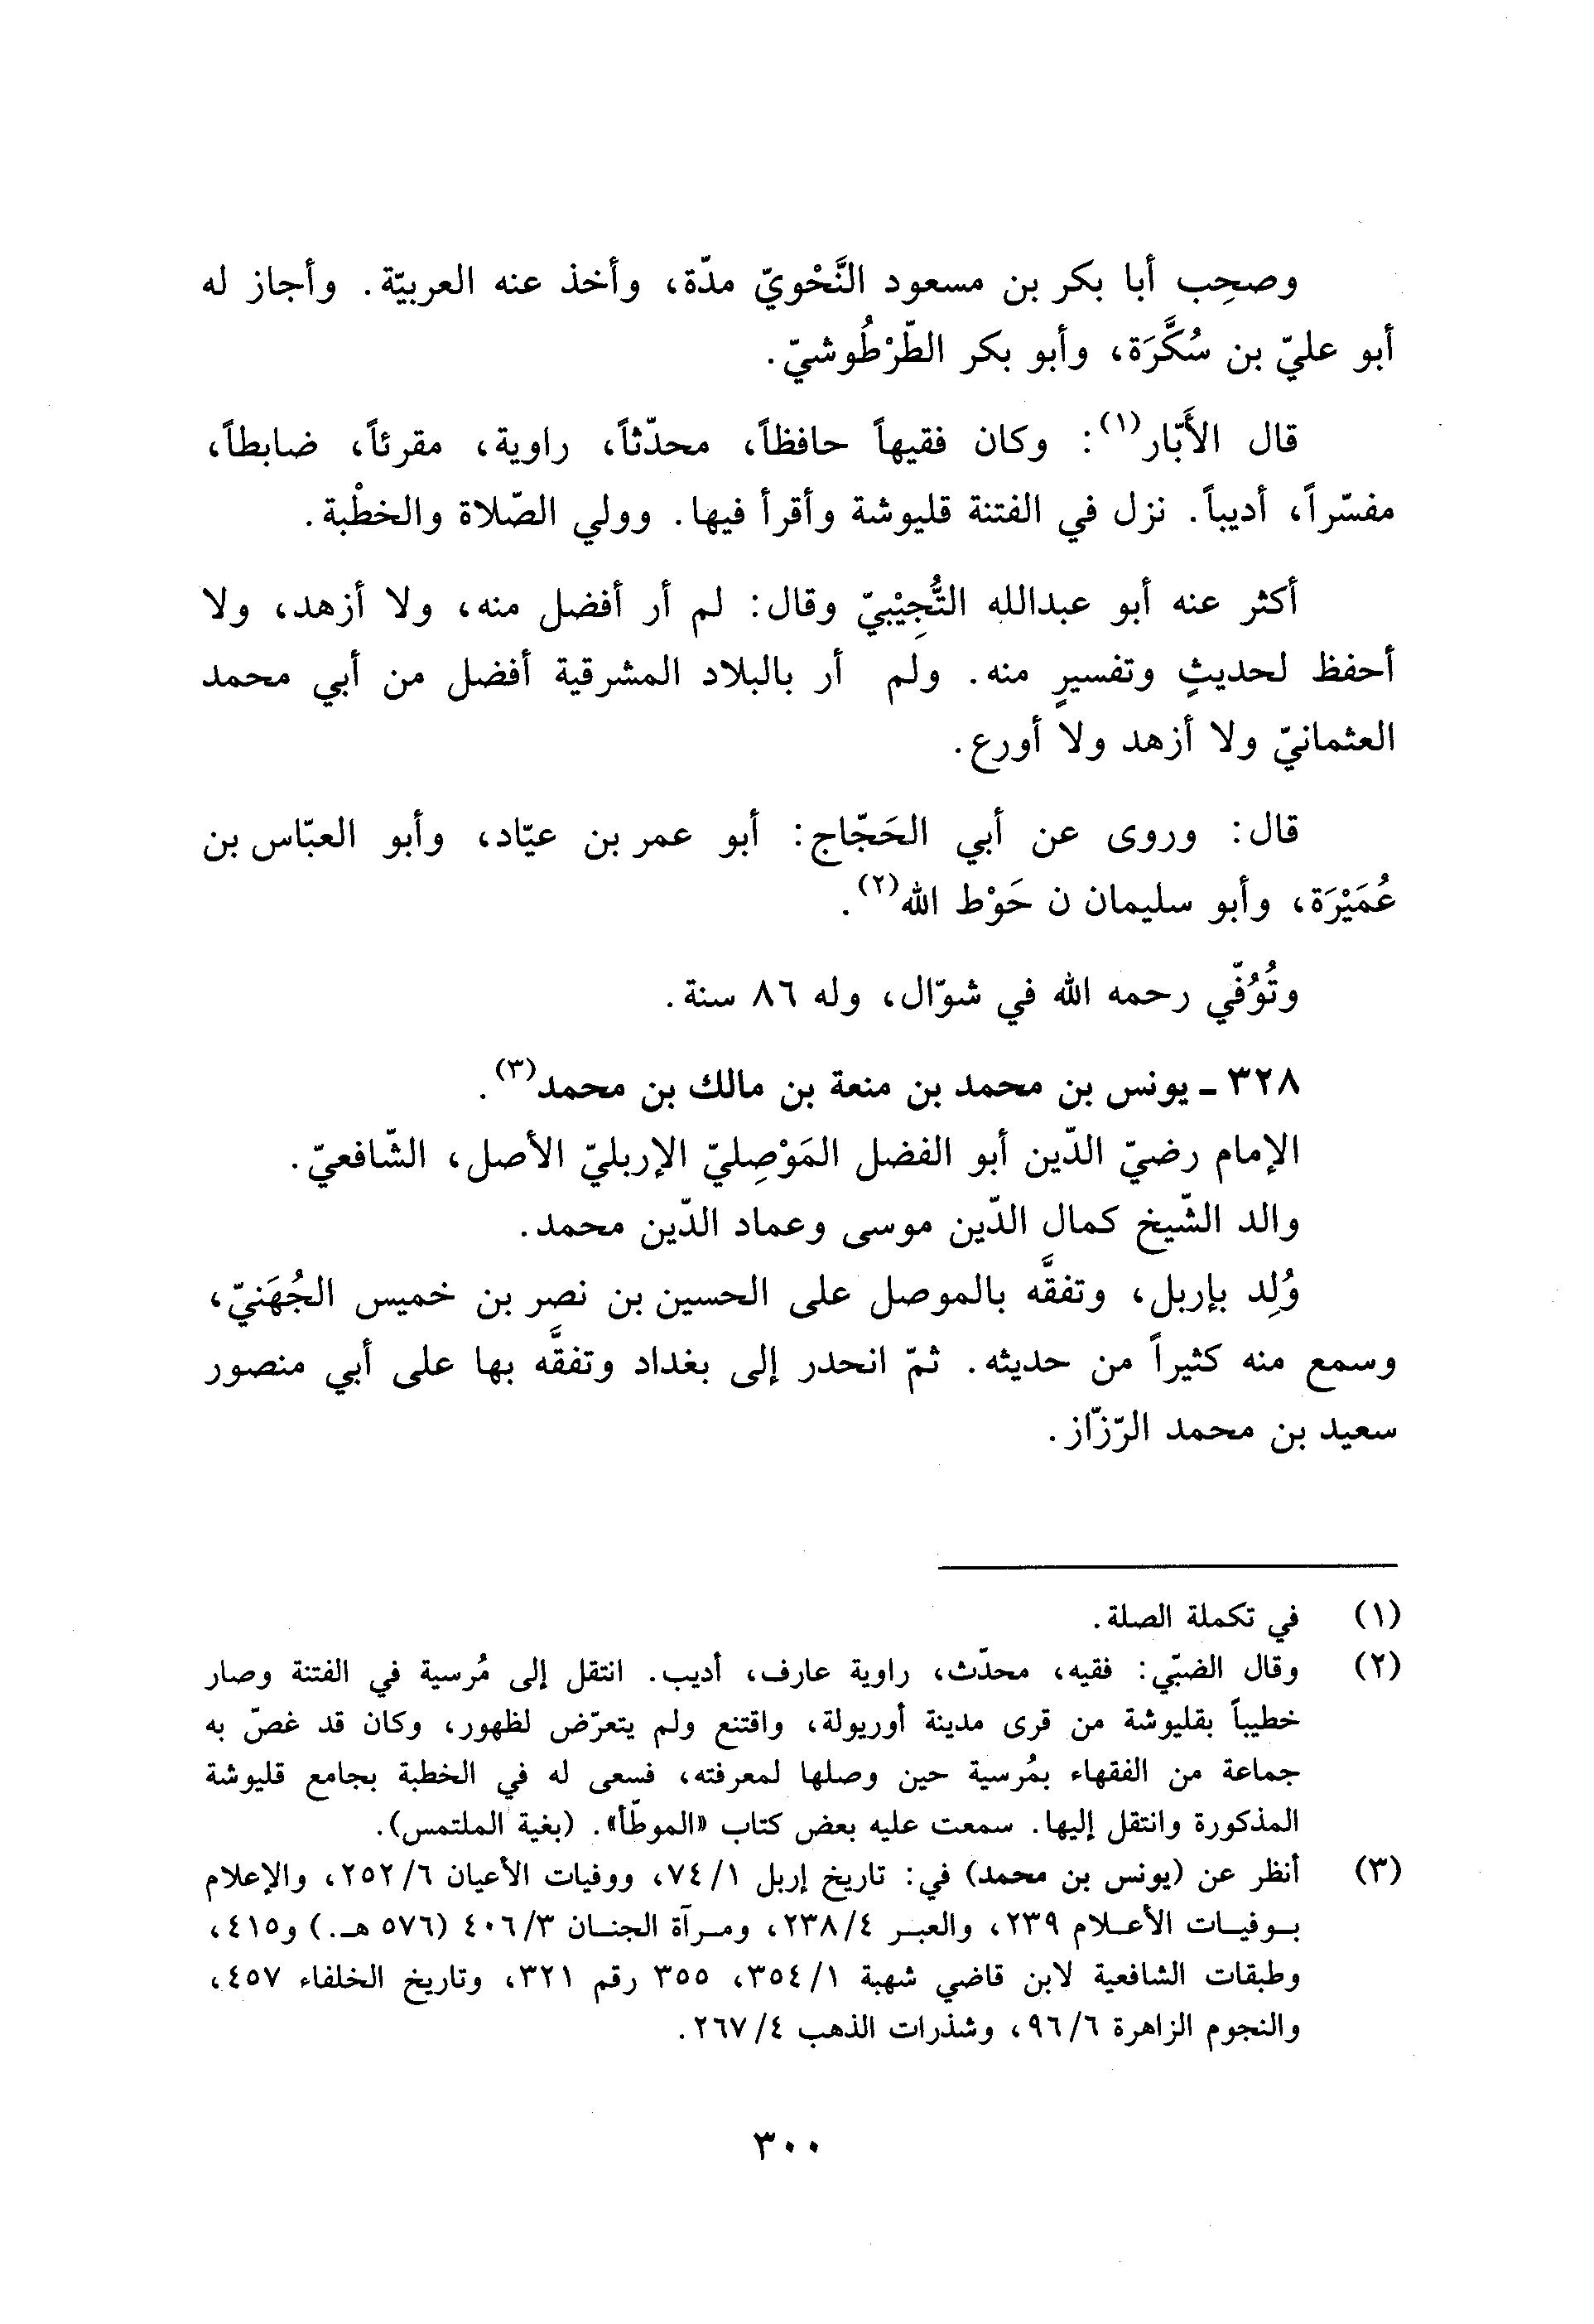 وصحِب أبا بكر بن مسعود النَّحْويّ مدّة، وأخذ عنه العربيّة. وأجاز له
أبو عليّ بن سُكَّرَة، وأبو بكر الطّرْطُوشيّ.
قال الأَبّار(١): وكان فقيهاً حافظاً، محدّثاً، راوية، مقرئاً، ضابطاً،
مفسّراً، أديباً. نزل في الفتنة قليوشة وأقرأ فيها. وولي الصّلاة والخطْبة.
أكثر عنه أبو عبدالله التُّجِيْبيّ وقال: لم أر أفضل منه، ولا أزهد، ولا
أحفظ لحديثٍ وتفسيرٍ منه. ولم أر بالبلاد المشرقية أفضل من أبي محمد
العثمانيّ ولا أزهد ولا أورع.
قال: وروى عن أبي الحَجّاج: أبو عمر بن عيّاد، وأبو العبّاس بن
عُمَيْرَة، وأبو سليمان ن حَوْط الله(٢).
وتُوُفّي رحمه الله في شوّال، وله ٨٦ سنة.
٣٢٨ - يونس بن محمد بن منعة بن مالك بن محمد(٣).
الإمام رضيّ الدّين أبو الفضل المَوْصِليّ الإربليّ الأصل، الشّافعيّ.
والد الشّيخ كمال الدّين موسى وعماد الدّين محمد.
وُلِد بإربل، وتفقَّه بالموصل على الحسين بن نصر بن خميس الجُهَنيّ،
وسمع منه كثيراً من حديثه. ثمّ انحدر إلى بغداد وتفقَّه بها على أبي منصور
سعيد بن محمد الرّزّاز.
(١) في تكملة الصلة.
(٢) وقال الضبّي: فقيه، محدّث، راوية عارف، أديب. انتقل إلى مُرسية في الفتنة وصار
خطيباً بقليوشة من قرى مدينة أوريولة، واقتنع ولم يتعرّض لظهور، وكان قد غصّ به
جماعة من الفقهاء بمُرسية حين وصلها لمعرفته، فسعى له في الخطبة بجامع قليوشة
المذكورة وانتقل إليها. سمعت عليه بعض كتاب «الموطّأ». (بغية الملتمس).
(٣) أنظر عن (يونس بن محمد) في: تاريخ إربل ٧٤/١، ووفيات الأعيان ٢٥٢/٦، والإعلام
بـوفيـات الأعـلام ٢٣٩، والعبـر ٢٣٨/٤، ومـرآة الجنـان ٤٠٦/٣ (٥٧٦ هـ.) و٤١٥،
وطبقات الشافعية لابن قاضي شهبة ٣٥٤/١، ٣٥٥ رقم ٣٢١، وتاريخ الخلفاء ٤٥٧،
والنجوم الزاهرة ٩٦/٦، وشذرات الذهب ٢٦٧/٤.
٣٠٠